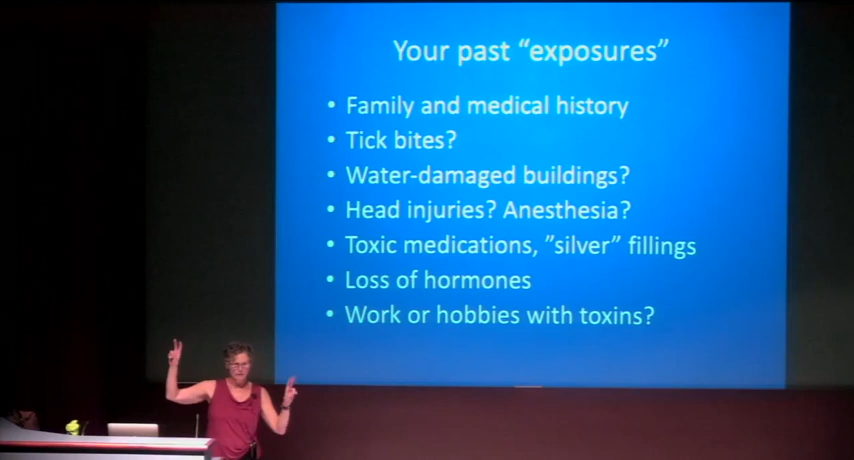 Your past “exposures”
• Family and medical history
• Tick bites?
• Water-damaged buildings?
• Head injuries? Anesthesia?
• Toxic medications, ”silver” fillings
• Loss of hormones
• Work or hobbies with toxins?